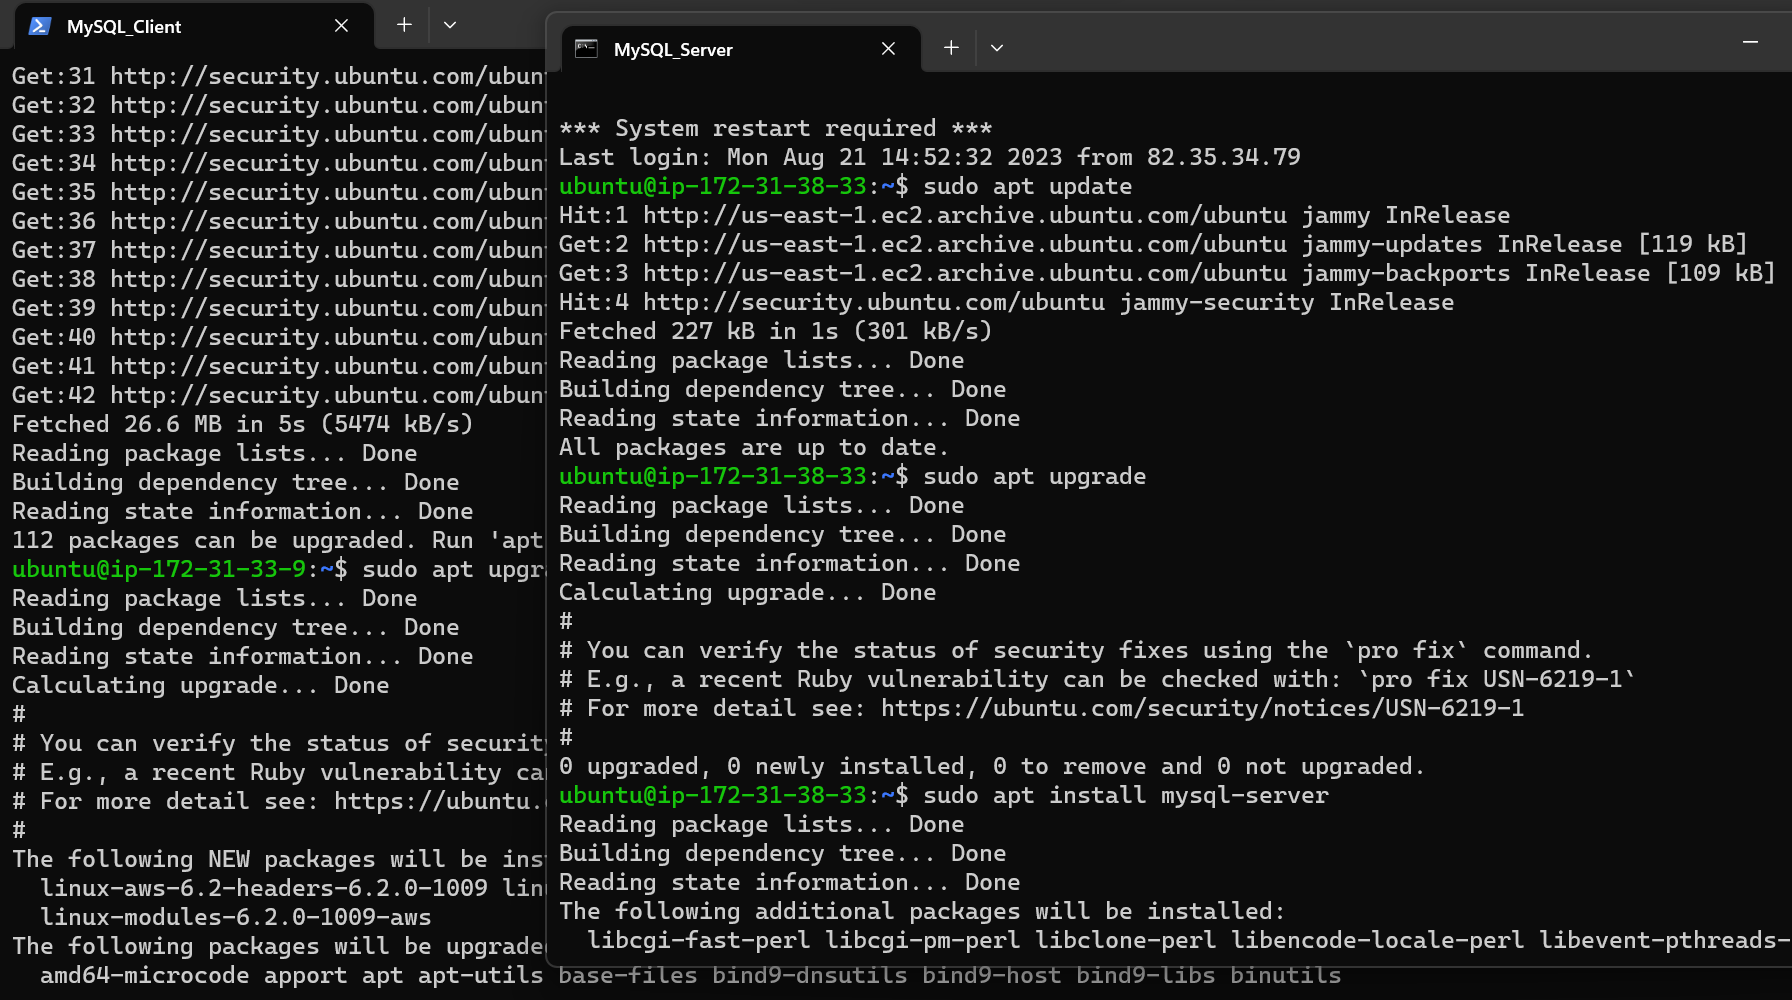 MySQL_Client
Get:31 http://security.ubuntu.com/ubun
Get:32 http://security.ubuntu.com/ubun
Get:33 http://security.ubuntu.com/ubun
Get:34 http://security.ubuntu.com/ubun
Get:35 http://security.ubuntu.com/ubun
Get:36 http://security.ubuntu.com/ubun
Get:37 http://security.ubuntu.com/ubun
Get:38 http://security.ubuntu.com/ubun
Get:39 http://security.ubuntu.com/ubun
Get:40 http://security.ubuntu.com/ubun
Get:41 http://security.ubuntu.com/ubun
Get:42 http://security.ubuntu.com/ubun
Fetched 26.6 MB in 5s (5474 kB/s)
Reading package lists... Done
Building dependency tree... Done
Reading state information... Done
112 packages can be upgraded. Run 'apt
ubuntu@ip-172-31-33-9:~$ sudo apt upgr
Reading package lists... Done
Building dependency tree... Done
Reading state information... Done
Calculating upgrade... Done
#
# You can verify the status of security
# E.g., a recent Ruby vulnerability ca
# For more detail see: https://ubuntu.
#
The following NEW packages will be ins
linux-aws-6.2-headers-6.2.0-1009 linu
linux-modules-6.2.0-1009-aws
The following packages will be upgrade
amd64-microcode apport apt apt-utils base-files bind9-dnsutils bind9-host bind9-libs binutils
MySQL_Server
*** System restart required ***
Last login: Mon Aug 21 14:52:32 2023 from 82.35.34.79
ubuntu@ip-172-31-38-33:~$ sudo apt update
Hit:1 http://us-east-1.ec2.archive.ubuntu.com/ubuntu jammy InRelease
Get:2 http://us-east-1.ec2.archive.ubuntu.com/ubuntu jammy-updates InRelease [119 kB]
Get:3 http://us-east-1.ec2.archive.ubuntu.com/ubuntu jammy-backports InRelease [109 kB]
Hit:4 http://security.ubuntu.com/ubuntu jammy-security InRelease
Fetched 227 kB in 1s (301 kB/s)
Reading package lists... Done
Building dependency tree... Done
Reading state information... Done
All packages are up to date.
ubuntu@ip-172-31-38-33:~$ sudo apt upgrade
Reading package lists... Done
Building dependency tree... Done
Reading state information... Done
Calculating upgrade... Done
#
# You can verify the status of security fixes using the `pro fix` command.
# E.g., a recent Ruby vulnerability can be checked with: `pro fix USN-6219-1`
# For more detail see: https://ubuntu.com/security/notices/USN-6219-1
#
0 upgraded, 0 newly installed, 0 to remove and 0 not upgraded.
ubuntu@ip-172-31-38-33:~$ sudo apt install mysql-server
Reading package lists... Done
Building dependency tree... Done
Reading state information... Done
The following additional packages will be installed:
libcgi-fast-perl libcgi-pm-perl libclone-perl libencode-locale-perl libevent-pthreads-